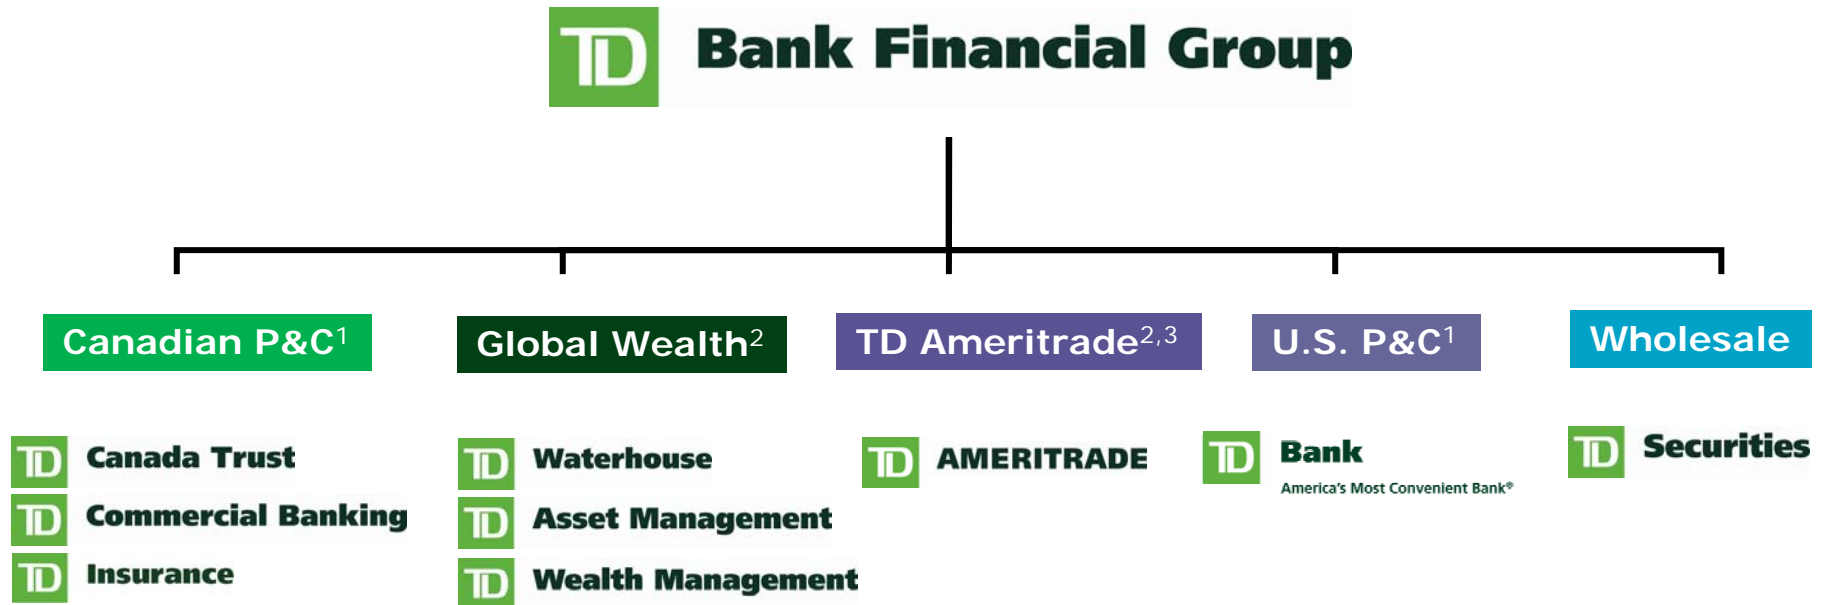 TD Bank Financial Group
Canadian P&C¹
Global Wealth²
TD Ameritrade²,³
U.S. P&C¹
Wholesale
TD Canada Trust
TD Commercial Banking
TD Insurance
TD Waterhouse
TD Asset Management
TD Wealth Management
TD AMERITRADE
TD Bank
America's Most Convenient Bank®
TD Securities